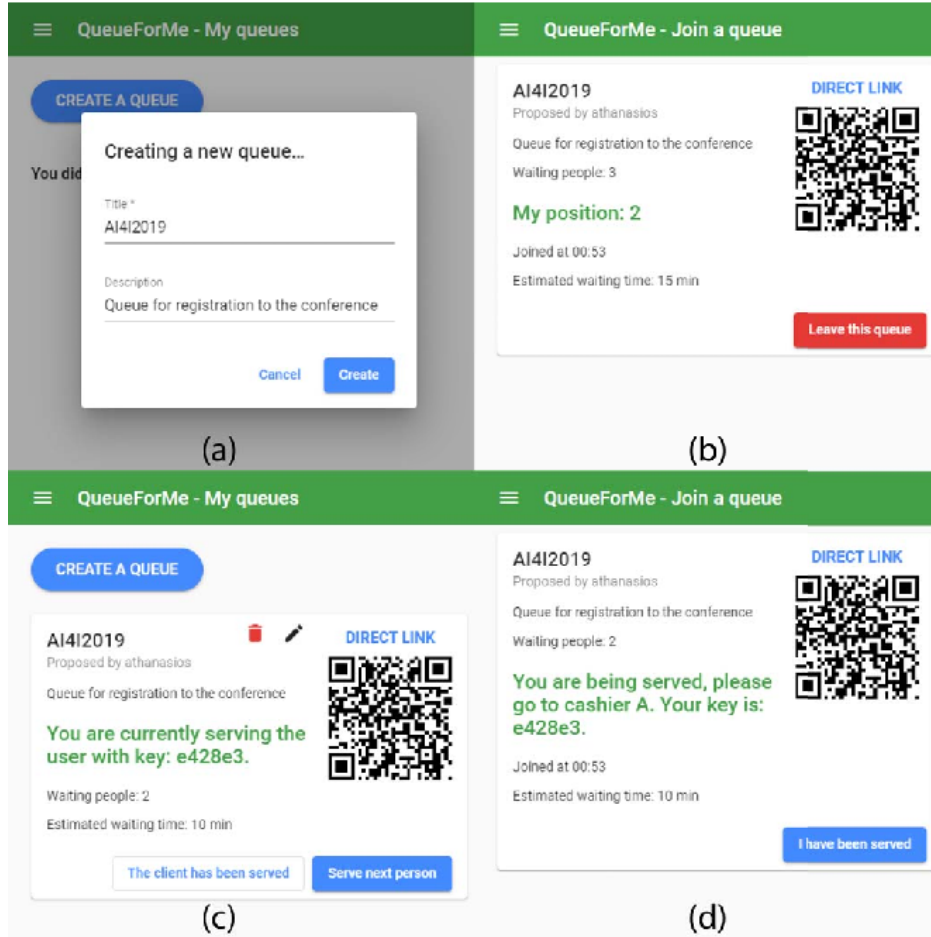 QueueForMe - My queues
CREATE A QUEUE
You did
Creating a new queue...
Title *
AI4I2019
Description
Queue for registration to the conference
Cancel
Create
(a)
QueueForMe - Join a queue
AI4I2019
DIRECT LINK
Proposed by athanasios
Queue for registration to the conference
Waiting people: 3
My position: 2
Joined at 00:53
Estimated waiting time: 15 min
Leave this queue
(b)
QueueForMe - My queues
CREATE A QUEUE
AI4I2019
DIRECT LINK
Proposed by athanasios
Queue for registration to the conference
You are currently serving the
user with key: e428e3.
Waiting people: 2
Estimated waiting time: 10 min
The client has been served
Serve next person
(c)
QueueForMe - Join a queue
AI4I2019
DIRECT LINK
Proposed by athanasios
Queue for registration to the conference
Waiting people: 2
You are being served, please
go to cashier A. Your key is:
e428e3.
Joined at 00:53
Estimated waiting time: 10 min
I have been served
(d)